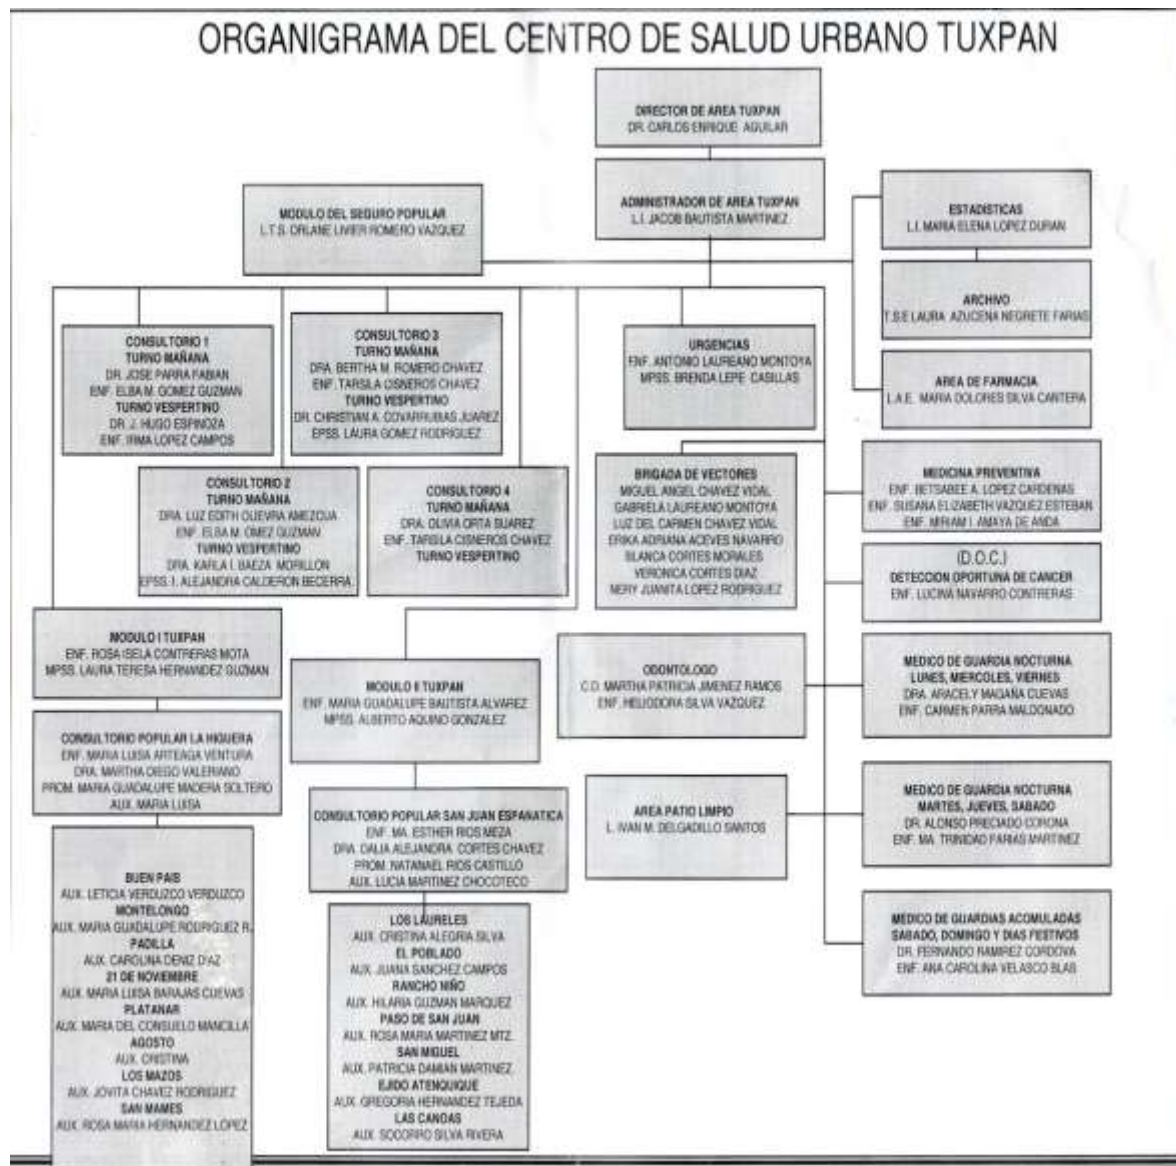 ORGANIGRAMA DEL CENTRO DE SALUD URBANO TUXPAN
DIRECTOR DE AREA TUXPAN
DR. CARLOS ENRIQUE AGUILAR
ADMINISTRADOR DE AREA TUXPAN
L.I. JACOB BAUTISTA MARTINEZ
MODULO DEL SEGURO POPULAR
L.T.S. ORLANE LIVIER ROMERO VAZQUEZ
ESTADISTICAS
L.I. MARIA ELENA LOPEZ DURAN
ARCHIVO
T.S.E LAURA AZUCENA NEGRETE FARIAS
AREA DE FARMACIA
L.A.E. MARIA DOLORES SILVA CANTERA
CONSULTORIO 1
TURNO MAÑANA
DR. JOSE PARRA FABIAN
ENF. ELBA M. GOMEZ GUZMAN
TURNO VESPERTINO
DR. J. HUGO ESPINOZA
ENF. IRMA LOPEZ CAMPOS
CONSULTORIO 3
TURNO MAÑANA
DRA. BERTHA M. ROMERO CHAVEZ
ENF. TARSILA CISNEROS CHAVEZ
TURNO VESPERTINO
DR. CHRISTIAN A. COVARRUBIAS JUAREZ
EPSS. LAURA GOMEZ RODRIGUEZ
URGENCIAS
ENF. ANTONIO LAUREANO MONTOYA
MPSS. BRENDA LEPE CASILLAS
CONSULTORIO 2
TURNO MAÑANA
DRA. LUZ EDITH AMEZCUA
ENF. ELBA M. OMEZ GUZMAN
TURNO VESPERTINO
DRA. KARLA I. BAEZA MORILLON
EPSS. I. ALEJANDRA CALDERON BECERRA.
CONSULTORIO 4
TURNO MAÑANA
DRA. OLIVIA ORTA SUAREZ
ENF. TARSILA CISNEROS CHAVEZ
TURNO VESPERTINO
BRIGADA DE VECTORES
MIGUEL ANGEL CHAVEZ VIDAL
GABRIELA LAUREANO MONTOYA
LUZ DEL CARMEN CHAVEZ VIDAL
ERIKA ADRIANA ACEVES NAVARRO
BLANCA CORTES MORALES
VERONICA CORTES DIAZ
NERY JUANITA LOPEZ RODRIGUEZ
MEDICINA PREVENTIVA
ENF. BETSABEE A. LOPEZ CARDENAS
ENF. SUSANA ELIZABETH VAZQUEZ ESTEBAN
ENF. MIRIAM I. AMAYA DE ANDA
(D.O.C.)
DETECCION OPORTUNA DE CANCER
ENF. LUCINA NAVARRO CONTRERAS
MODULO I TUXPAN
ENF. ROSA ISELA CONTRERAS MOTA
MPSS. LAURA TERESA HERNANDEZ GUZMAN
MODULO II TUXPAN
ENF. MARIA GUADALUPE BAUTISTA ALVAREZ
MPSS. ALBERTO AQUINO GONZALEZ
ODONTOLOGO
C.D. MARTHA PATRICIA JIMENEZ RAMOS
ENF. HELIODORA SILVA VAZQUEZ
MEDICO DE GUARDIA NOCTURNA
LUNES, MIERCOLES, VIERNES
DRA. ARACELY MAGAÑA CUEVAS
ENF. CARMEN PARRA MALDONADO
CONSULTORIO POPULAR LA HIGUERA
ENF. MARIA LUISA ARTEAGA VENTURA
DRA. MARTHA DIEGO VALERIANO
PROM. MARIA GUADALUPE MADERA SOLTERO
AUX. MARIA LUISA
CONSULTORIO POPULAR SAN JUAN ESPANATICA
ENF. MA. ESTHER RIOS MEZA
DRA. DALIA ALEJANDRA CORTES CHAVEZ
PROM. NATANAEL RIOS CASTILLO
AUX. LUCIA MARTINEZ CHOCOTECO
AREA PATIO LIMPIO
L. IVAN M. DELGADILLO SANTOS
MEDICO DE GUARDIA NOCTURNA
MARTES, JUEVES, SABADO
DR. ALONSO PRECIADO CORONA
ENF. MA. TRINIDAD FARIAS MARTINEZ
BUEN PAIS
AUX. LETICIA VERDUZCO VERDUZCO
MONTELONGO
AUX. MARIA GUADALUPE RODRIGUEZ R.
PADILLA
AUX. CAROLINA DENIZ DIAZ
21 DE NOVIEMBRE
AUX. MARIA LUISA BARAJAS CUEVAS
PLATANAR
AUX. MARIA DEL CONSUELO MANCILLA
AGOSTO
AUX. CRISTINA
LOS MAZOS
AUX. JOVITA CHAVEZ RODRIGUEZ
SAN MAMES
AUX. ROSA MARIA HERNANDEZ LOPEZ
LOS LAURELES
AUX. CRISTINA ALEGRIA SILVA
EL POBLADO
AUX. JUANA SANCHEZ CAMPOS
RANCHO NIÑO
AUX. HILARIA GUZMAN MARQUEZ
PASO DE SAN JUAN
AUX. ROSA MARIA MARTINEZ MTZ.
SAN MIGUEL
AUX. PATRICIA DAMIAN MARTINEZ
EJIDO ATENQUIQUE
AUX. GREGORIA HERNANDEZ TEJEDA
LAS CANOAS
AUX. SOCORRO SILVA RIVERA
MEDICO DE GUARDIAS ACOMULADAS
SABADO, DOMINGO Y DIAS FESTIVOS
DR. FERNANDO RAMIREZ CORDOVA
ENF. ANA CAROLINA VELASCO BLAS